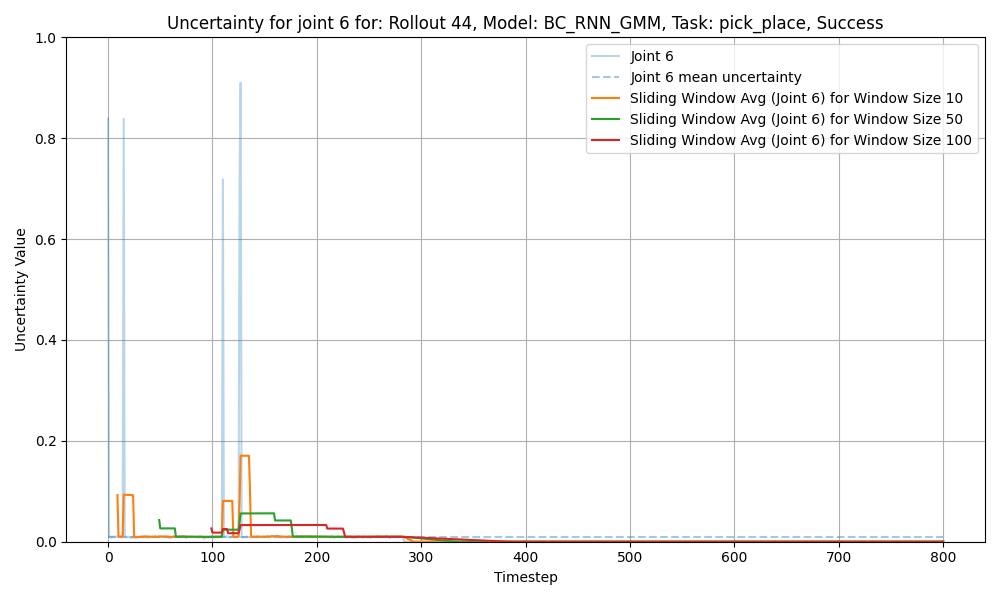 Uncertainty for joint 6 for: Rollout 44, Model: BC_RNN_GMM, Task: pick_place, Success
Joint 6
Joint 6 mean uncertainty
Sliding Window Avg (Joint 6) for Window Size 10
Sliding Window Avg (Joint 6) for Window Size 50
Sliding Window Avg (Joint 6) for Window Size 100
Uncertainty Value
1.0
0.8
0.6
0.4
0.2
0.0
0 100 200 300 400 500 600 700 800
Timestep